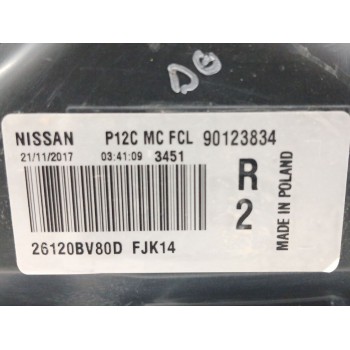 DG
NISSAN P12C MC FCL 90123834
21/11/2017 03:41:09 3451
R
2
MADE IN POLAND
26120BV80D FJK14